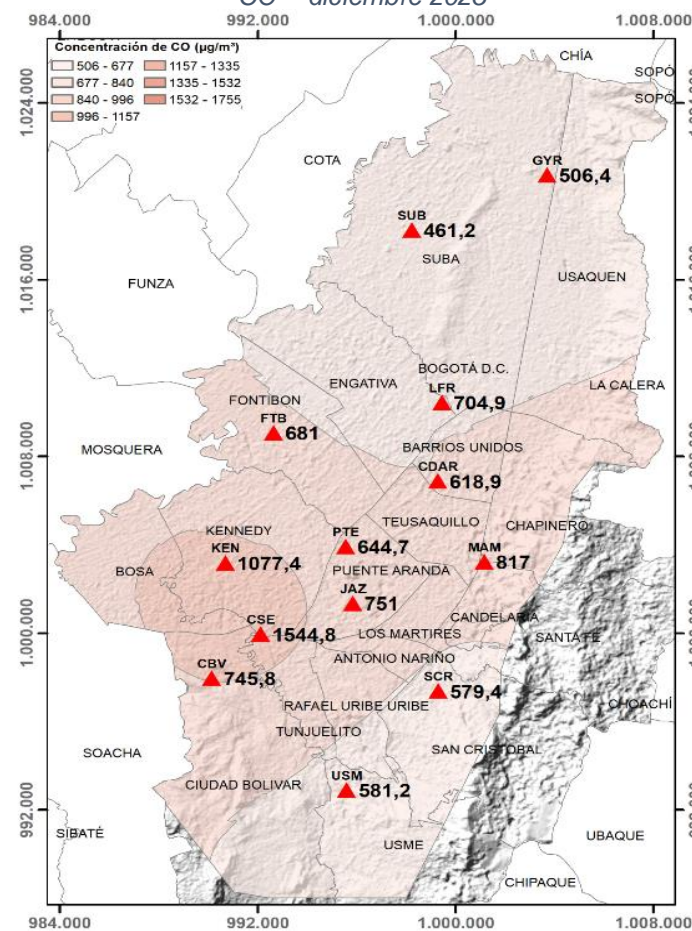 CO – diciembre 2023
984.000 992.000 1.000.000 1.008.000
Concentración de CO (µg/m³)
506 - 677 1157 - 1335
677 - 840 1335 - 1532
840 - 996 1532 - 1755
996 - 1157
CHÍA
SOPÓ
SOPÓ
1.024.000
COTA
GYR
506,4
SUB
461,2
SUBA
USAQUEN
1.016.000
FUNZA
BOGOTÁ D.C.
ENGATIVA
LA CALERA
LFR
704,9
FONTIBON
FTB
681
MOSQUERA
BARRIOS UNIDOS
1.008.000
CDAR
618,9
TEUSAQUILLO
CHAPINERO
KENNEDY
PTE
644,7
KEN
1077,4
MAM
817
BOSA
PUENTE ARANDA
JAZ
751
CANDELARIA
CSE
1544,8
LOS MARTIRES
SANTA FE
1.000.000
ANTONIO NARIÑO
CBV
745,8
SCR
579,4
RAFAEL URIBE URIBE
CHOACHÍ
TUNJUELITO
SOACHA
SAN CRISTOBAL
USM
581,2
CIUDAD BOLIVAR
992.000
SIBATÉ
USME
UBAQUE
CHIPAQUE
984.000 992.000 1.000.000 1.008.000